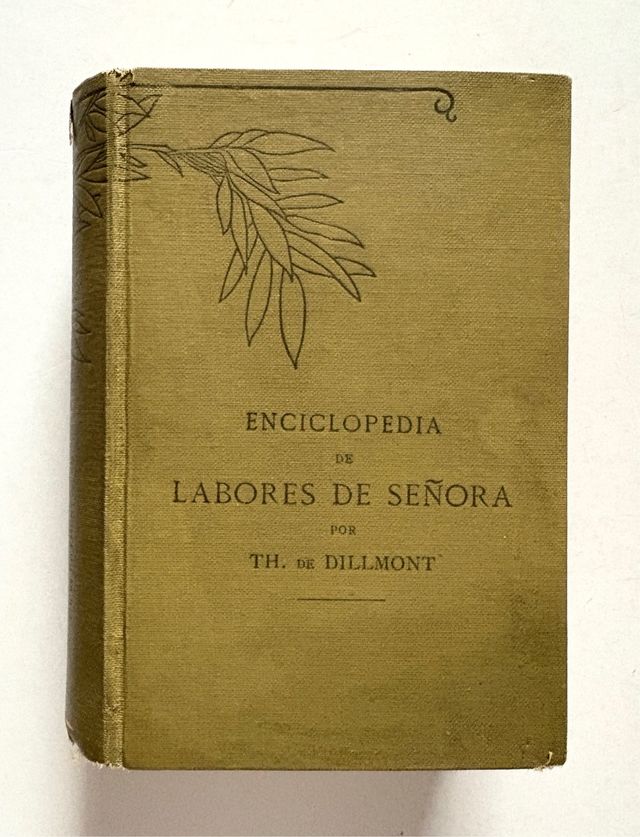 ENCICLOPEDIA
DE
LABORES DE SEÑORA
POR
TH. DE DILLMONT